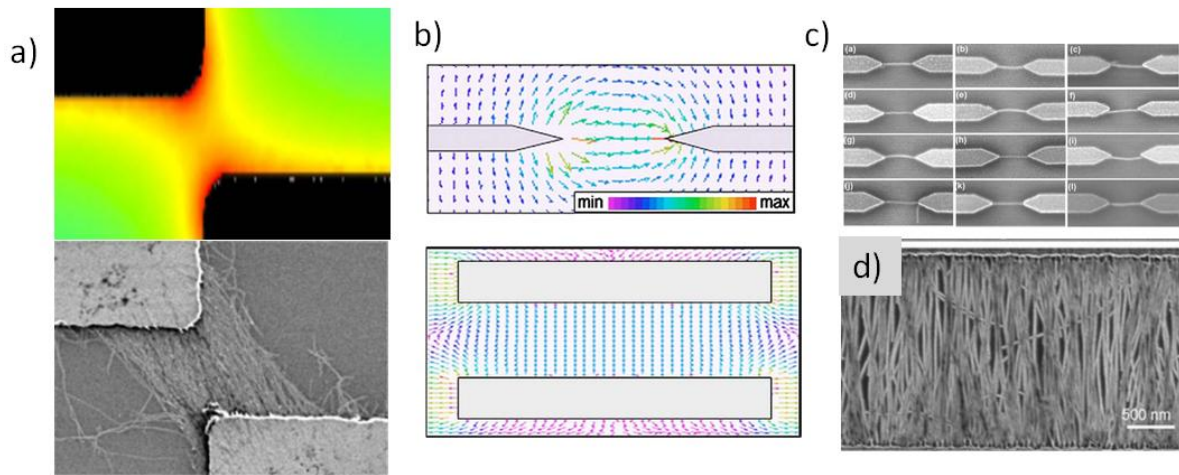 a)
b)
c)
min max
(a) (b) (c)
(d) (e) (f)
(g) (h) (i)
(j) (k) (l)
d)
500 nm